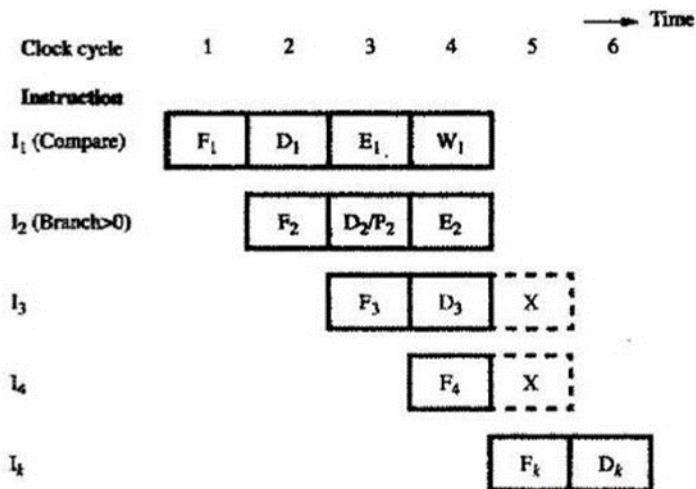 Time
Clock cycle 1 2 3 4 5 6
Instruction
I₁ (Compare) F₁ D₁ E₁ W₁
I₂ (Branch>0) F₂ D₂/P₂ E₂
I₃ F₃ D₃ X
I₄ F₄ X
Iₖ Fₖ Dₖ